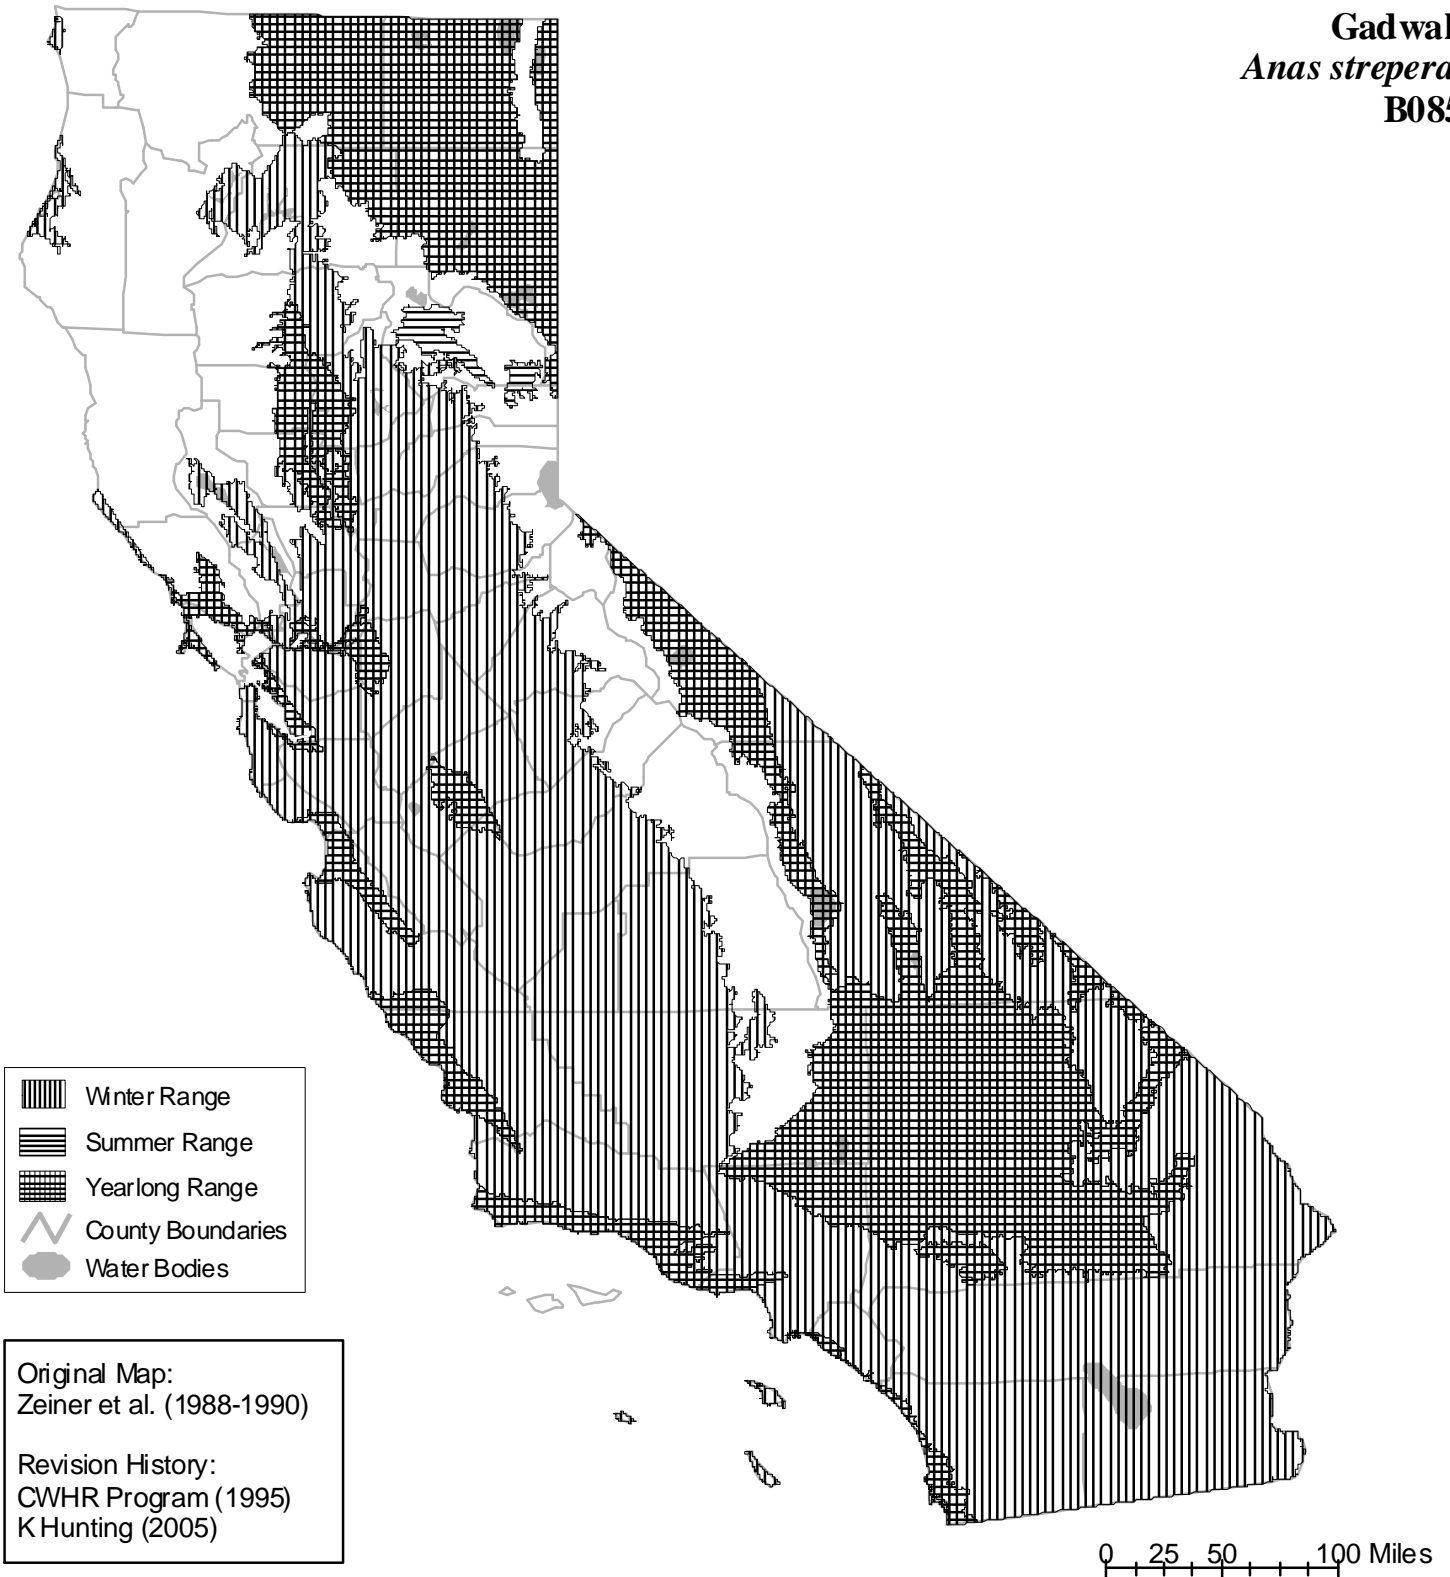 Gadwal
Anas strepera
B085
Winter Range
Summer Range
Yearlong Range
County Boundaries
Water Bodies
Original Map:
Zeiner et al. (1988-1990)
Revision History:
CWHR Program (1995)
K Hunting (2005)
0 25 50 100 Miles